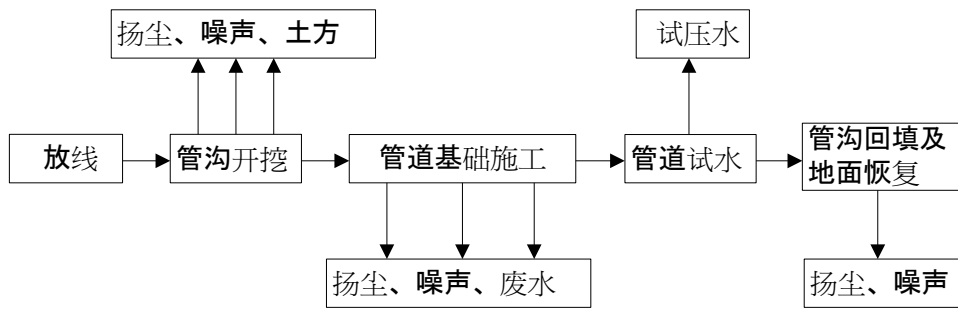 扬尘、噪声、土方
试压水
放线
管沟开挖
管道基础施工
管道试水
管沟回填及
地面恢复
扬尘、噪声、废水
扬尘、噪声